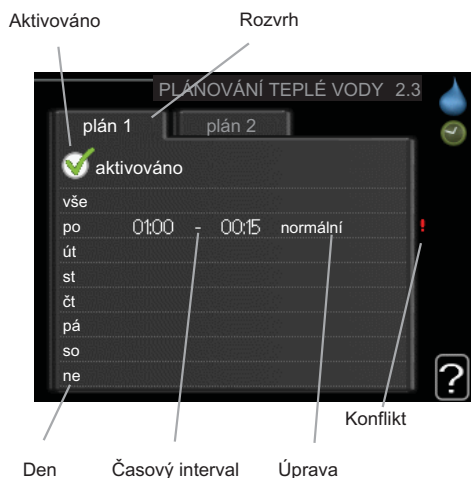 Aktivováno Rozvrh
PLÁNOVÁNÍ TEPLÉ VODY 2.3
plán 1 plán 2
aktivováno
vše
po 01:00 - 00:15 normální !
út
st
čt
pá
so
ne
?
Konflikt
Den Časový interval Úprava